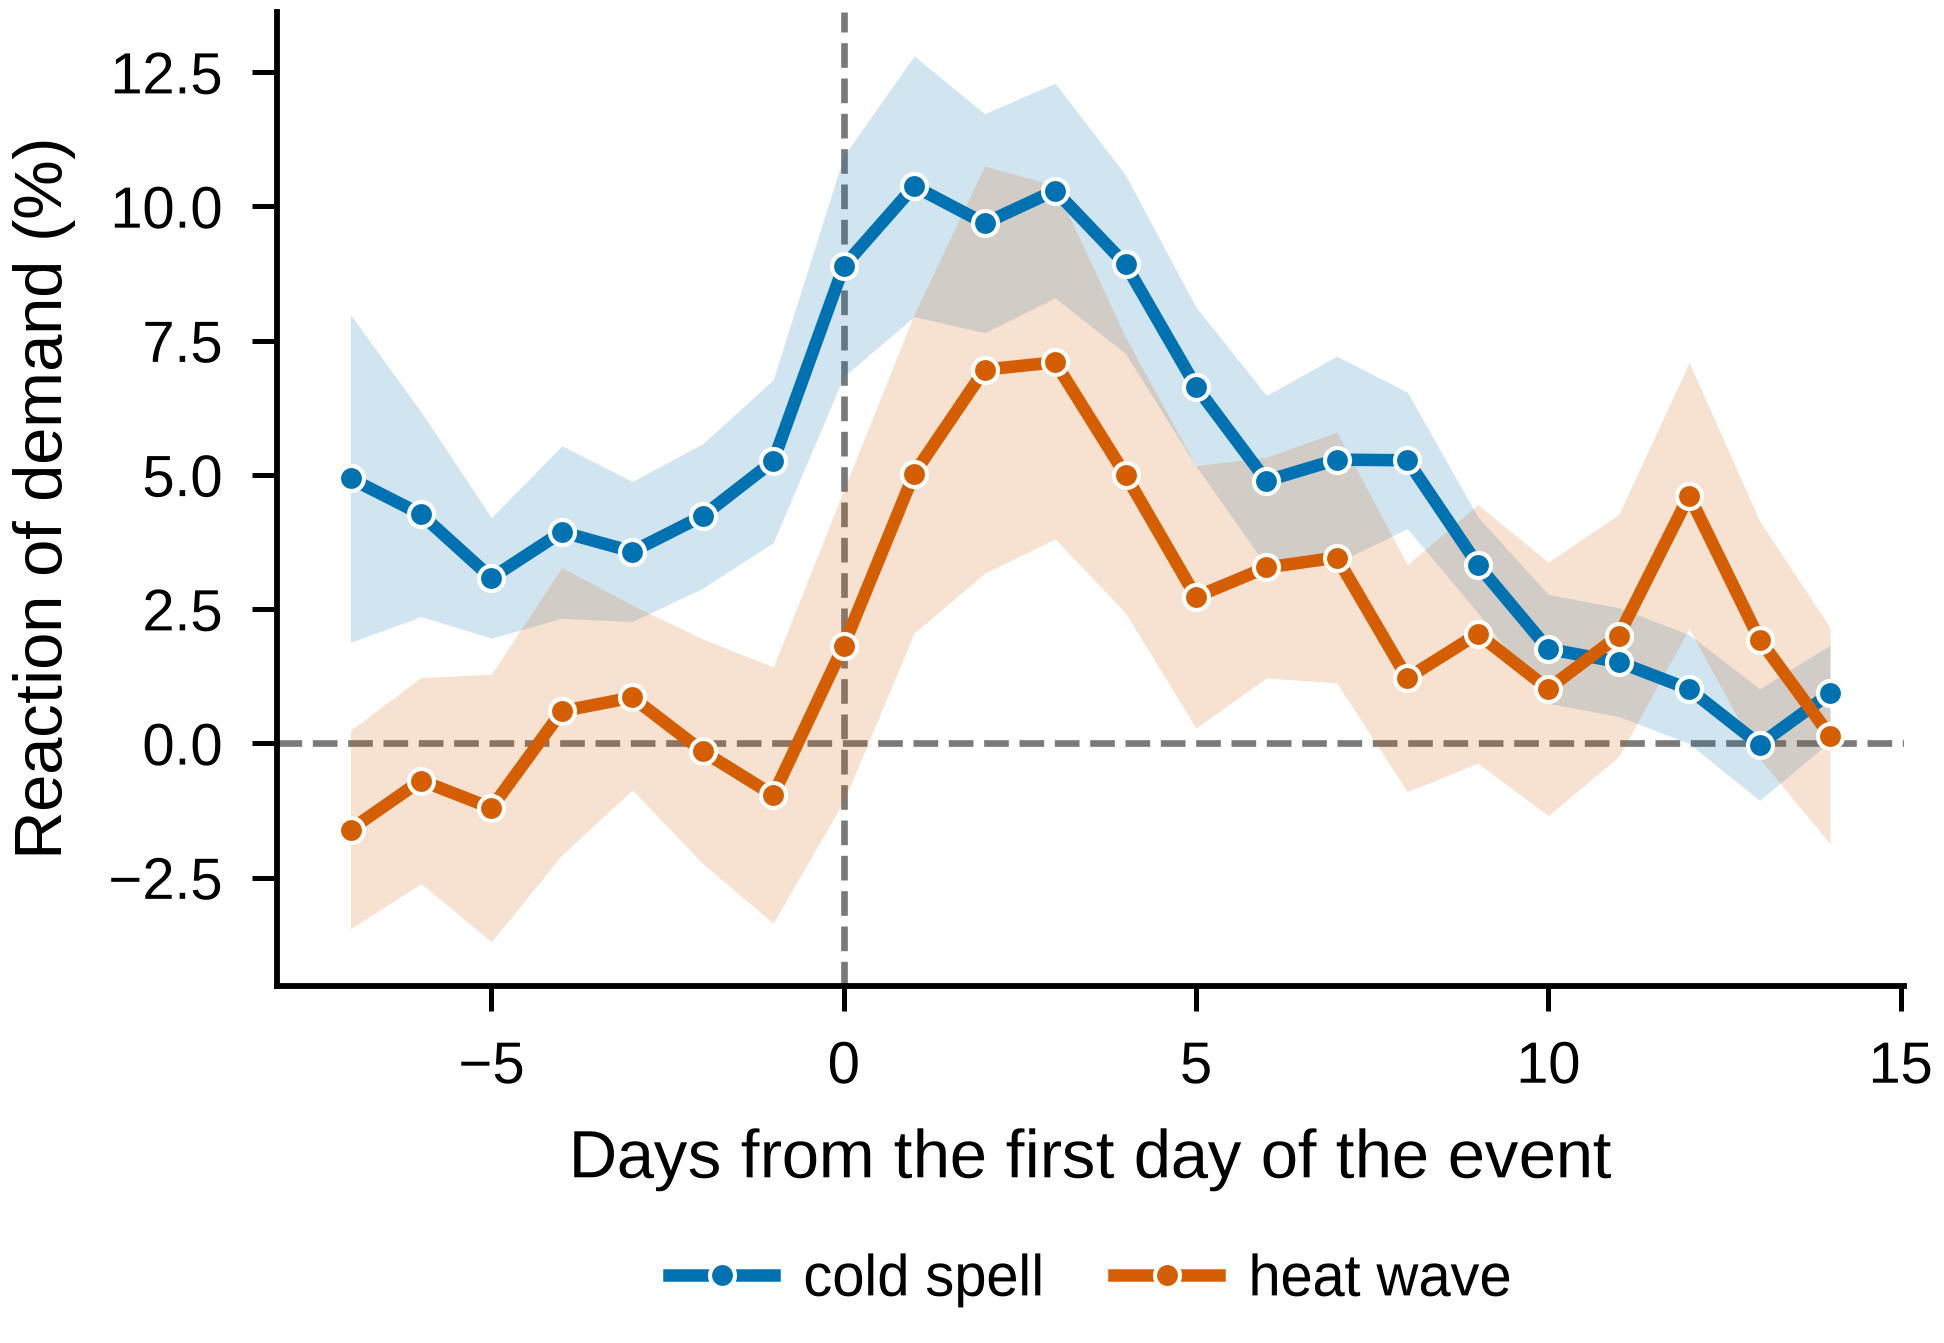 Reaction of demand (%)
12.5
10.0
7.5
5.0
2.5
0.0
−2.5
−5 0 5 10 15
Days from the first day of the event
cold spell heat wave